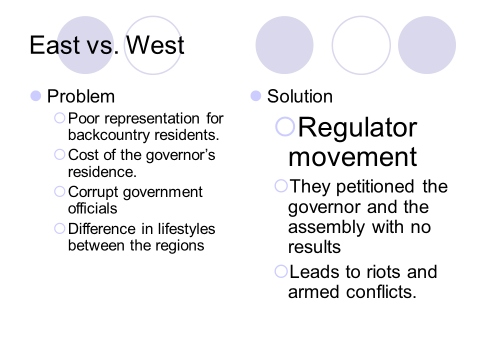 East vs. West
Problem
Poor representation for
backcountry residents.
Cost of the governor's
residence.
Corrupt government
officials
Difference in lifestyles
between the regions
Solution
Regulator
movement
They petitioned the
governor and the
assembly with no
results
Leads to riots and
armed conflicts.